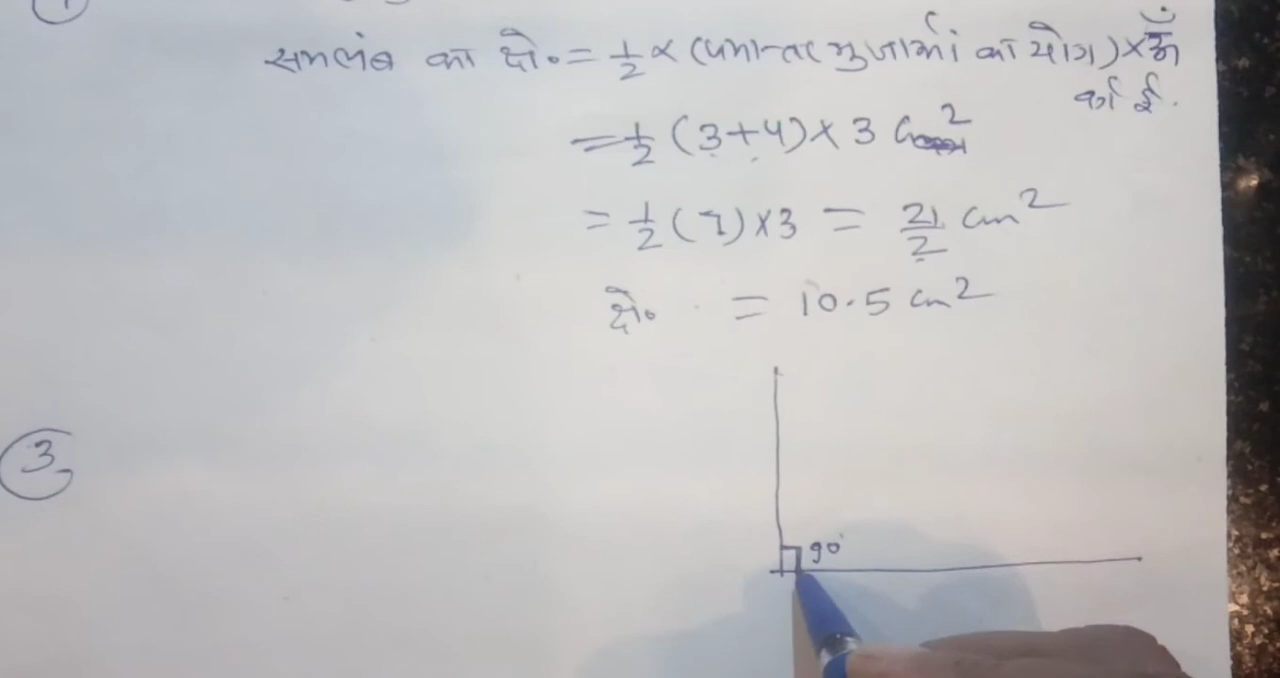 समलंब का क्षे० = 1/2 × (समान्तर भुजाओं का योग) × ऊँ
चाई.
= 1/2 (3+4) × 3 cm²
= 1/2 (7) × 3 = 21/2 cm²
क्षे० = 10.5 cm²
3
90°